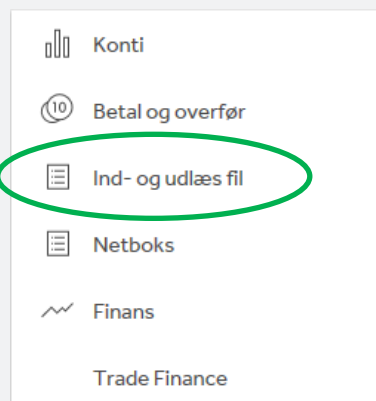 Konti
10
Betal og overfør
Ind- og udlæs fil
Netboks
Finans
Trade Finance